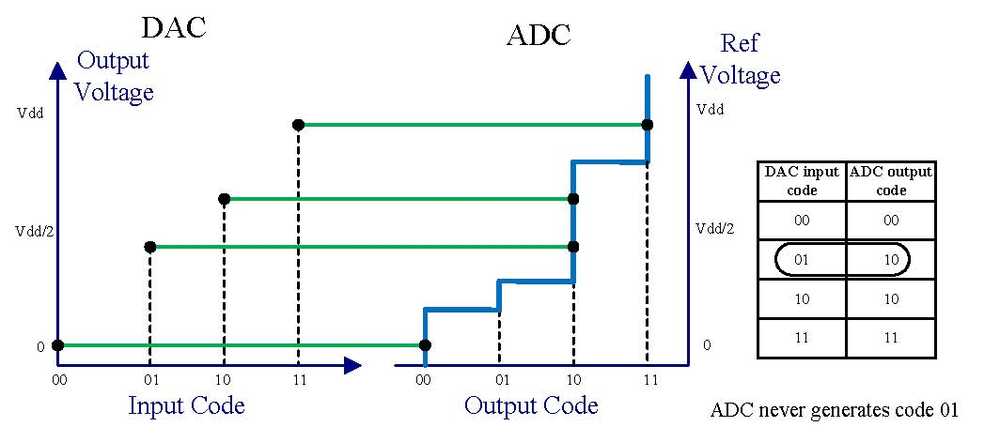 DAC
ADC
Output
Voltage
Ref
Voltage
Vdd
Vdd/2
0
00
01
10
11
Input Code
00
01
10
11
Output Code
Vdd
Vdd/2
0
DAC input
code
ADC output
code
00 00
01 10
10 10
11 11
ADC never generates code 01